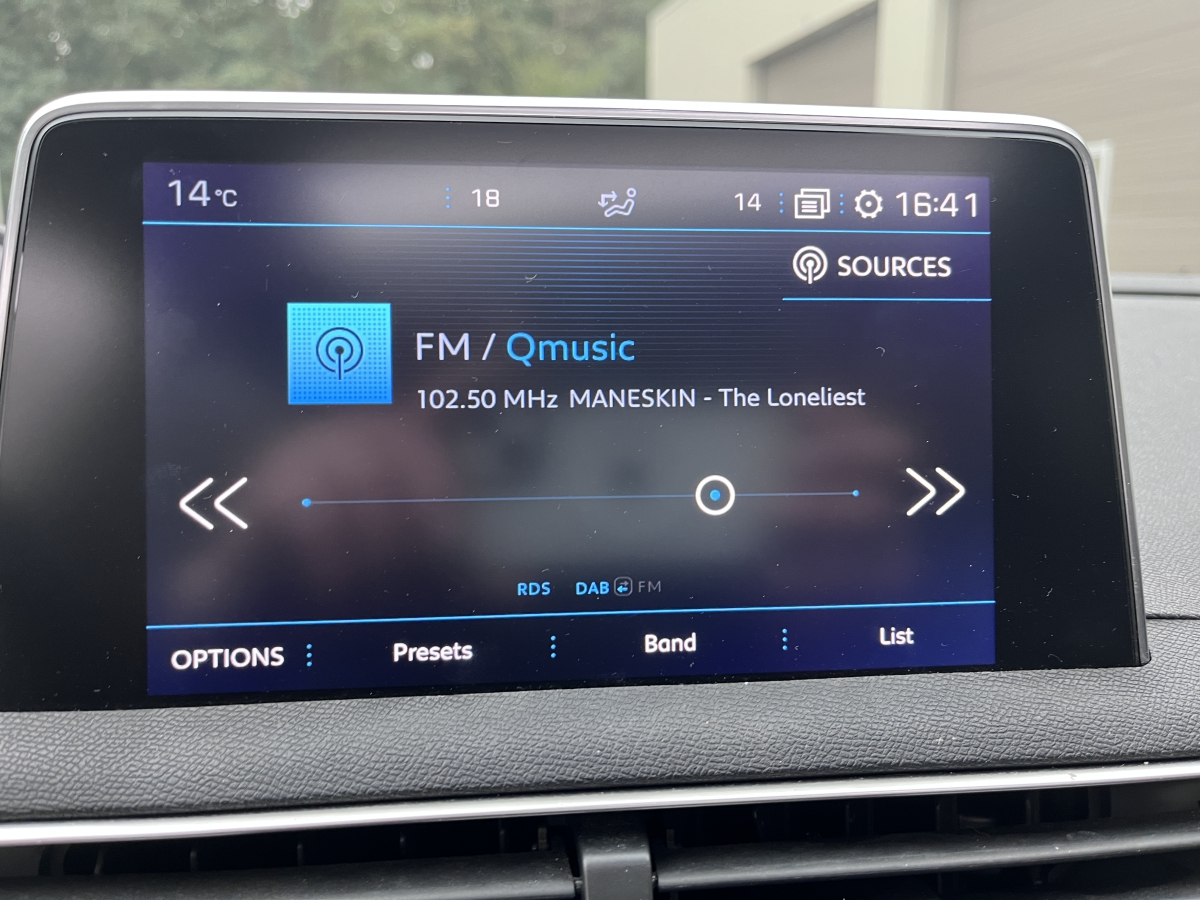 14°C 18 14 16:41
SOURCES
FM / Qmusic
102.50 MHz MANESKIN - The Loneliest
RDS DAB FM
OPTIONS Presets Band List